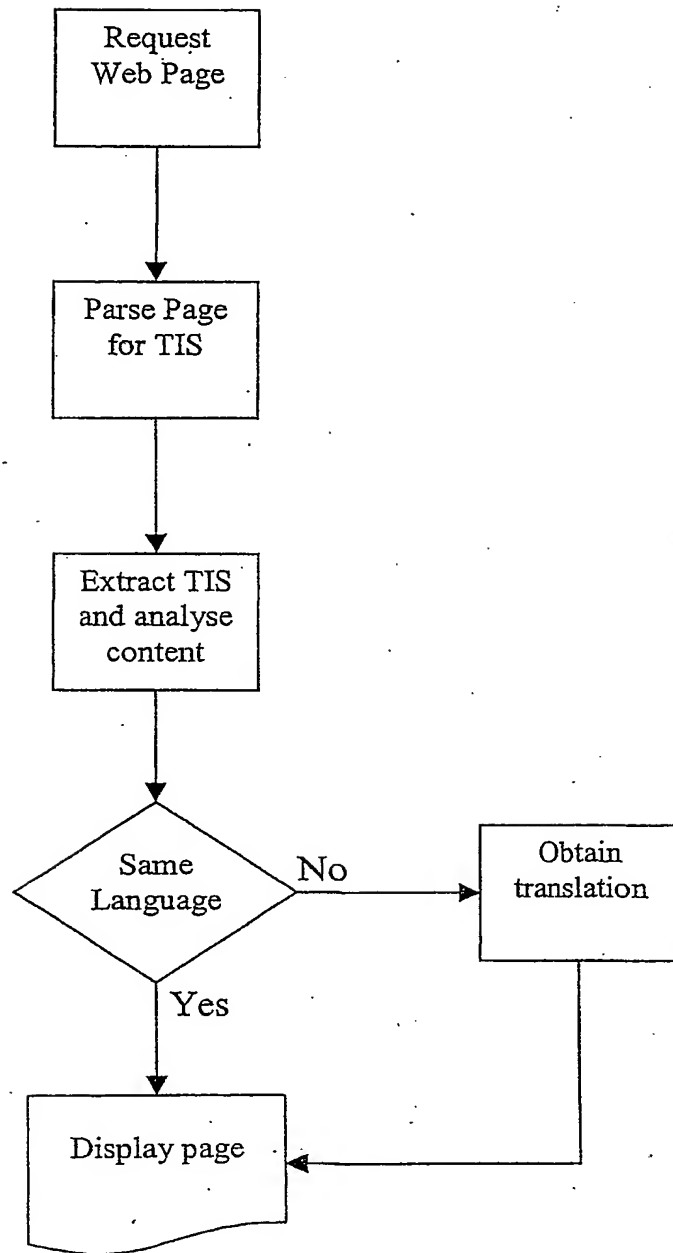 Request
Web Page
Parse Page
for TIS
Extract TIS
and analyse
content
Same
Language
No
Obtain
translation
Yes
Display page